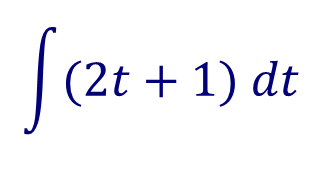 ∫(2t + 1) dt